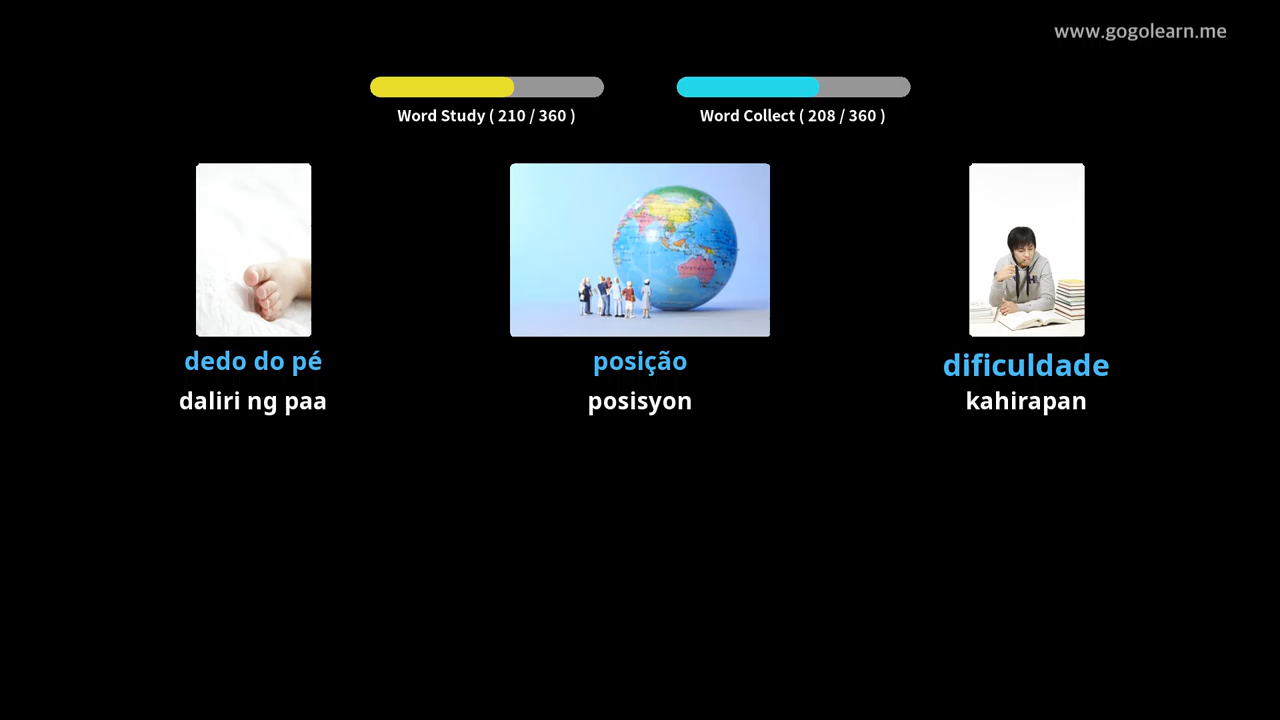 www.gogolearn.me
Word Study ( 210 / 360 )
Word Collect ( 208 / 360 )
dedo do pé
daliri ng paa
posição
posisyon
dificuldade
kahirapan